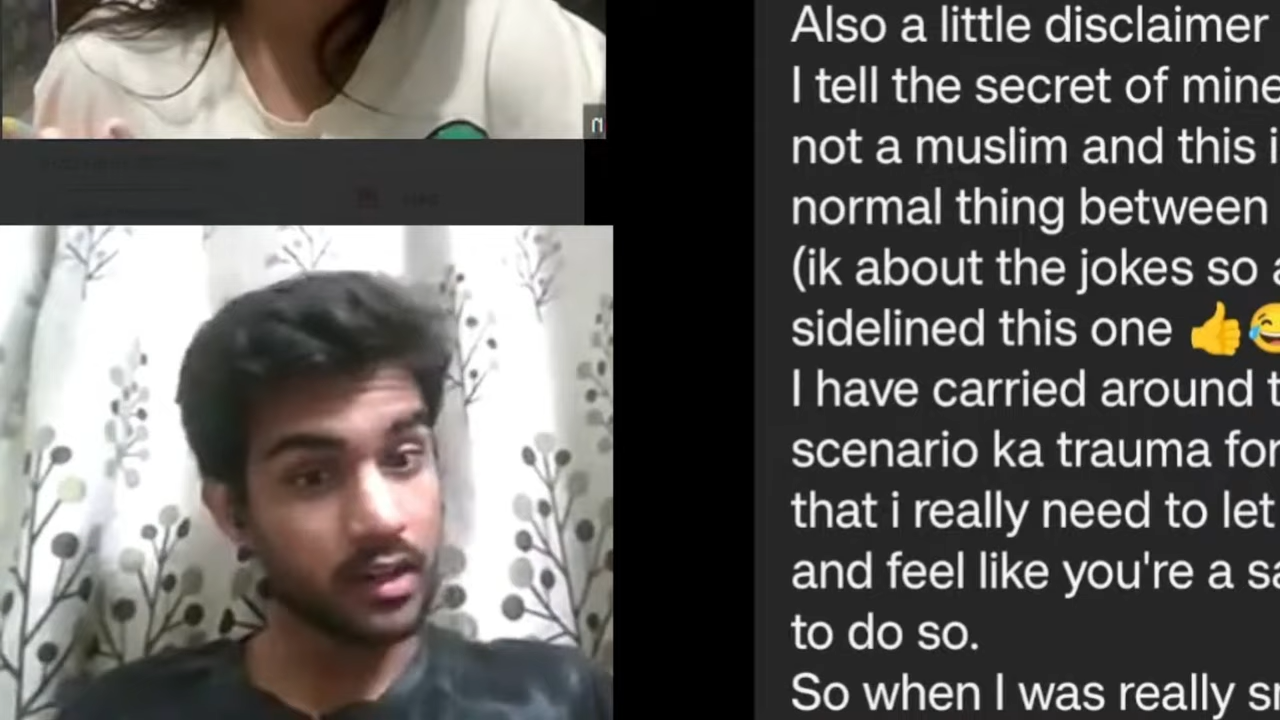 Also a little disclaimer
I tell the secret of mine
not a muslim and this i
normal thing between
(ik about the jokes so a
sidelined this one 👍😂
I have carried around t
scenario ka trauma for
that i really need to let
and feel like you're a sa
to do so.
So when I was really sm